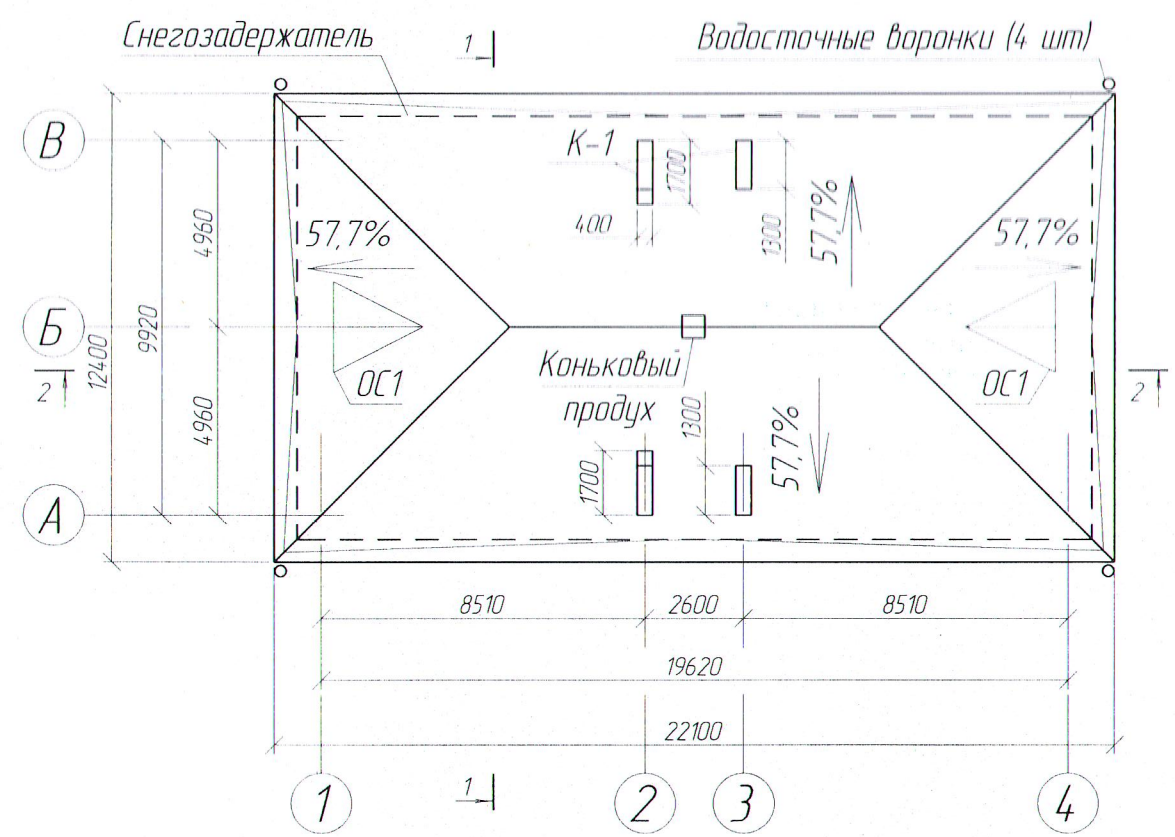 Снегозадержатель
1
Водосточные воронки (4 шт)
В
К-1
1700
400
1300
57,7%
57,7%
57,7%
4960
9920
12400
Б
2
ОС1
Коньковый
продух
ОС1
2
4960
1300
1700
57,7%
А
8510
2600
8510
19620
22100
1
1
2
3
4